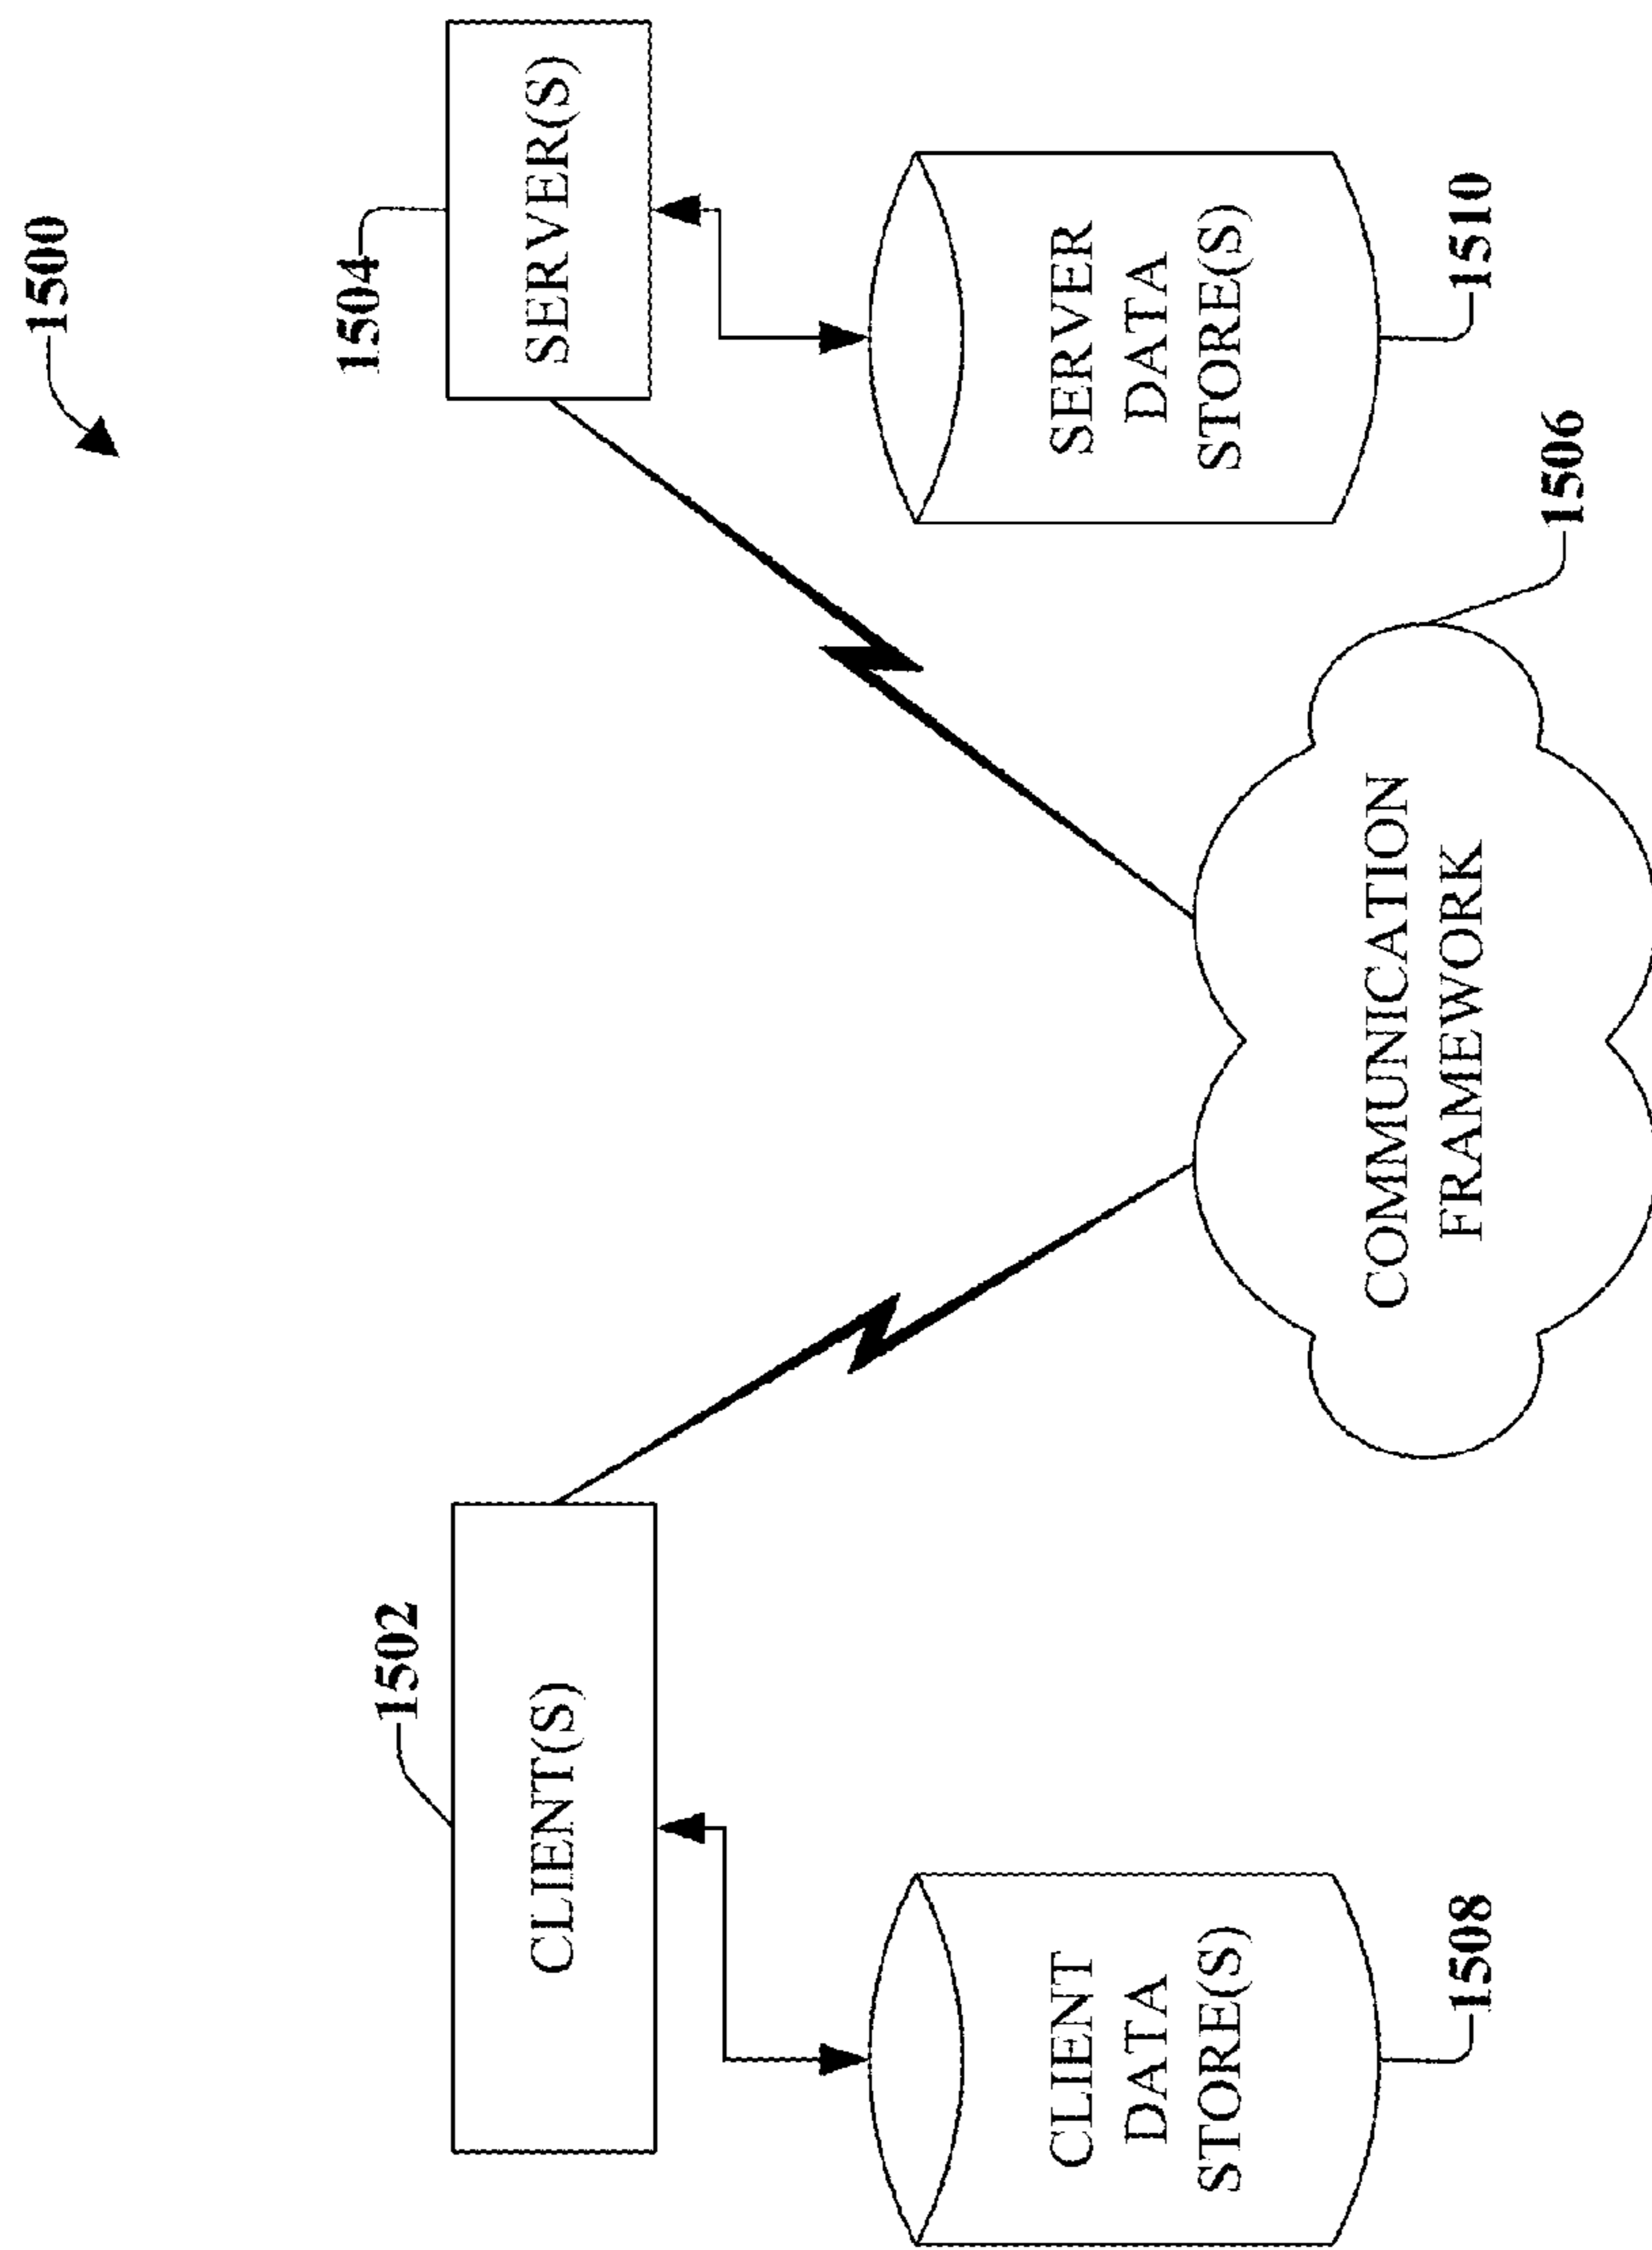 1500
1502
CLIENT(S)
1504
SERVER(S)
CLIENT
DATA
STORE(S)
1508
SERVER
DATA
STORE(S)
1510
COMMUNICATION
FRAMEWORK
1506